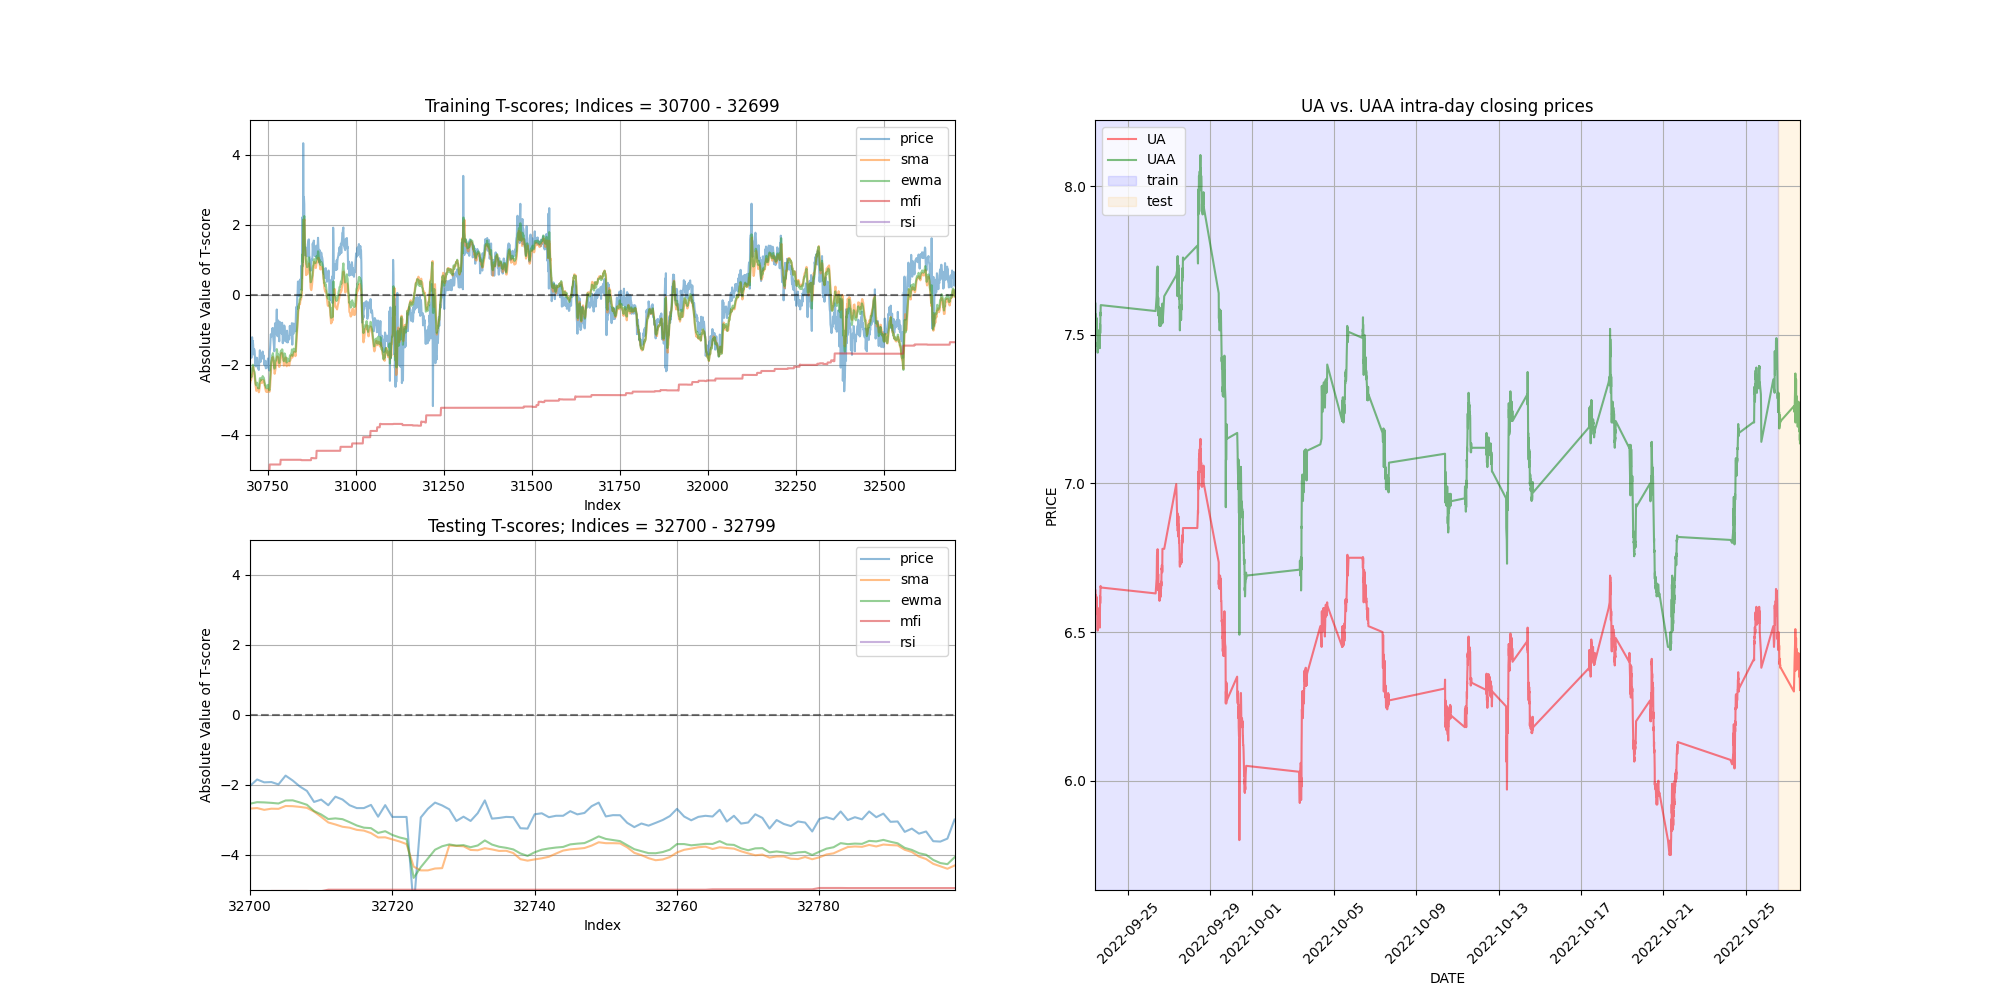 Training T-scores; Indices = 30700 - 32699
Absolute Value of T-score
4
2
0
−2
−4
price
sma
ewma
mfi
rsi
30750 31000 31250 31500 31750 32000 32250 32500
Index
Testing T-scores; Indices = 32700 - 32799
Absolute Value of T-score
4
2
0
−2
−4
price
sma
ewma
mfi
rsi
32700 32720 32740 32760 32780
Index
UA vs. UAA intra-day closing prices
PRICE
8.0
7.5
7.0
6.5
6.0
UA
UAA
train
test
2022-09-25 2022-09-29 2022-10-01 2022-10-05 2022-10-09 2022-10-13 2022-10-17 2022-10-21 2022-10-25
DATE